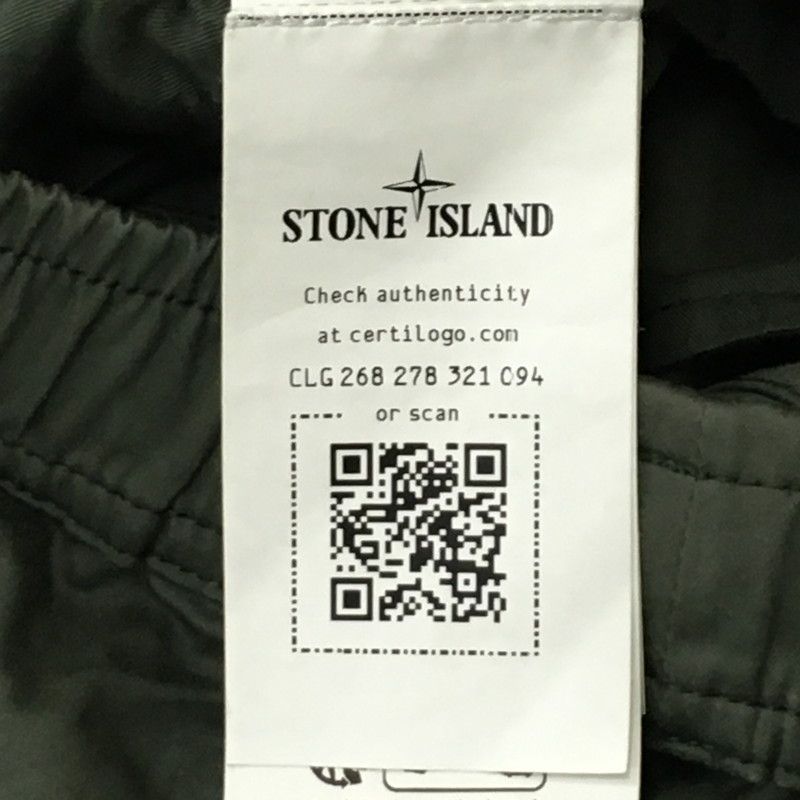 STONE ISLAND
Check authenticity
at certilogo.com
CLG 268 278 321 094
or scan